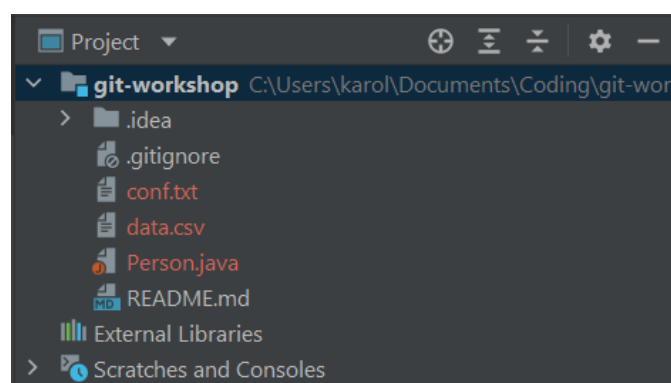 Project
git-workshop C:\Users\karol\Documents\Coding\git-wor
.idea
.gitignore
conf.txt
data.csv
Person.java
README.md
External Libraries
Scratches and Consoles